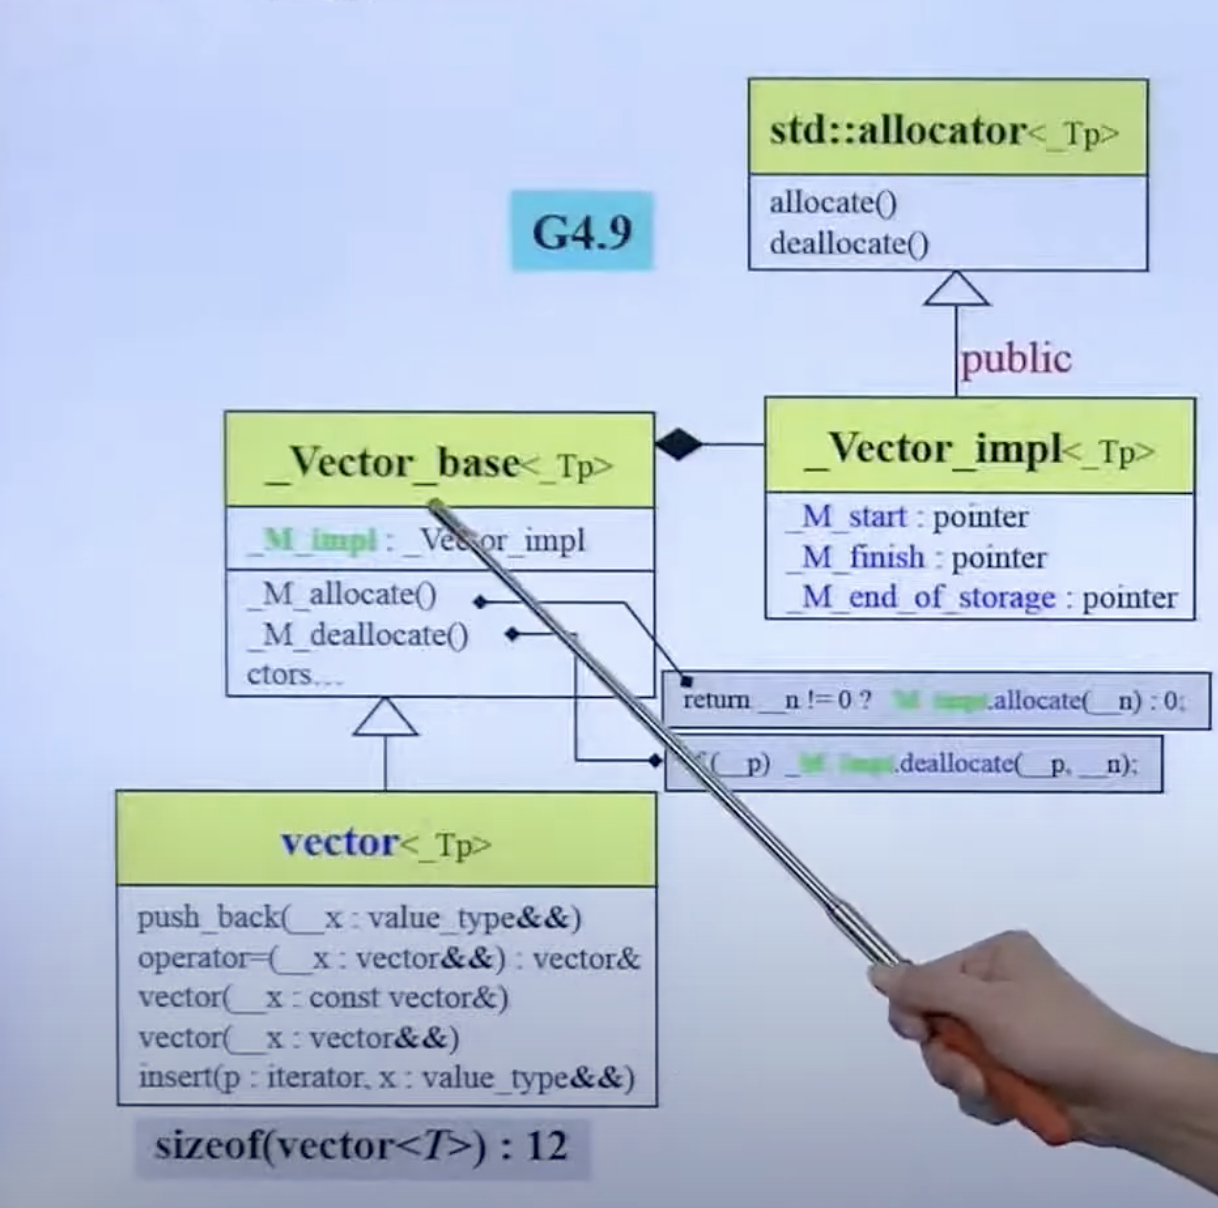 std::allocator<_Tp>
allocate()
deallocate()
G4.9
public
_Vector_base<_Tp>
_M_impl : _Vector_impl
_M_allocate()
_M_deallocate()
ctors...
_Vector_impl<_Tp>
_M_start : pointer
_M_finish : pointer
_M_end_of_storage : pointer
return __n != 0 ? _M_impl.allocate(__n) : 0;
(__p) _M_impl.deallocate(__p, __n);
vector<_Tp>
push_back(__x : value_type&&)
operator=(__x : vector&&) : vector&
vector(__x : const vector&)
vector(__x : vector&&)
insert(p : iterator, x : value_type&&)
sizeof(vector<T>) : 12